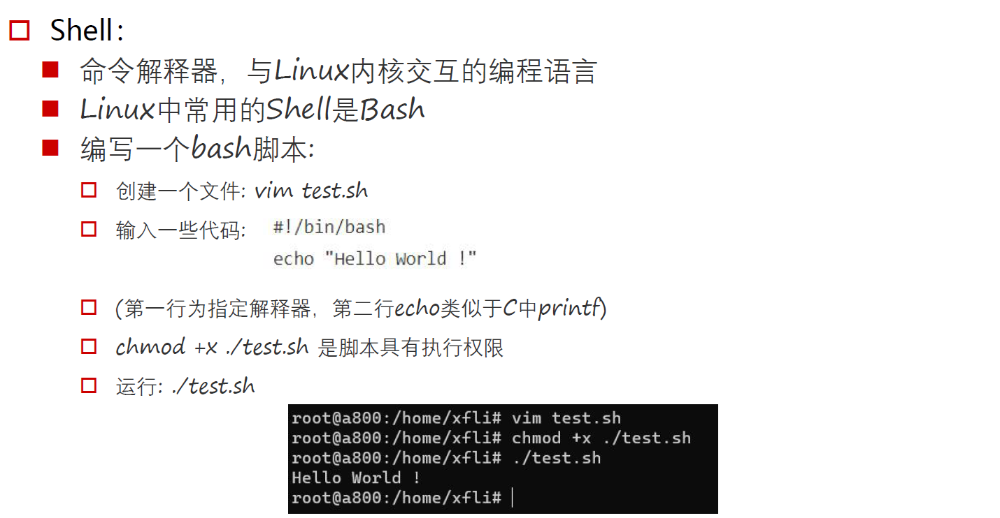 Shell:
命令解释器,与Linux内核交互的编程语言
Linux中常用的Shell是Bash
编写一个bash脚本:
创建一个文件: vim test.sh
输入一些代码: #!/bin/bash
echo "Hello World !"
(第一行为指定解释器,第二行echo类似于C中printf)
chmod +x ./test.sh 是脚本具有执行权限
运行: ./test.sh
root@a800:/home/xfli# vim test.sh
root@a800:/home/xfli# chmod +x ./test.sh
root@a800:/home/xfli# ./test.sh
Hello World !
root@a800:/home/xfli#